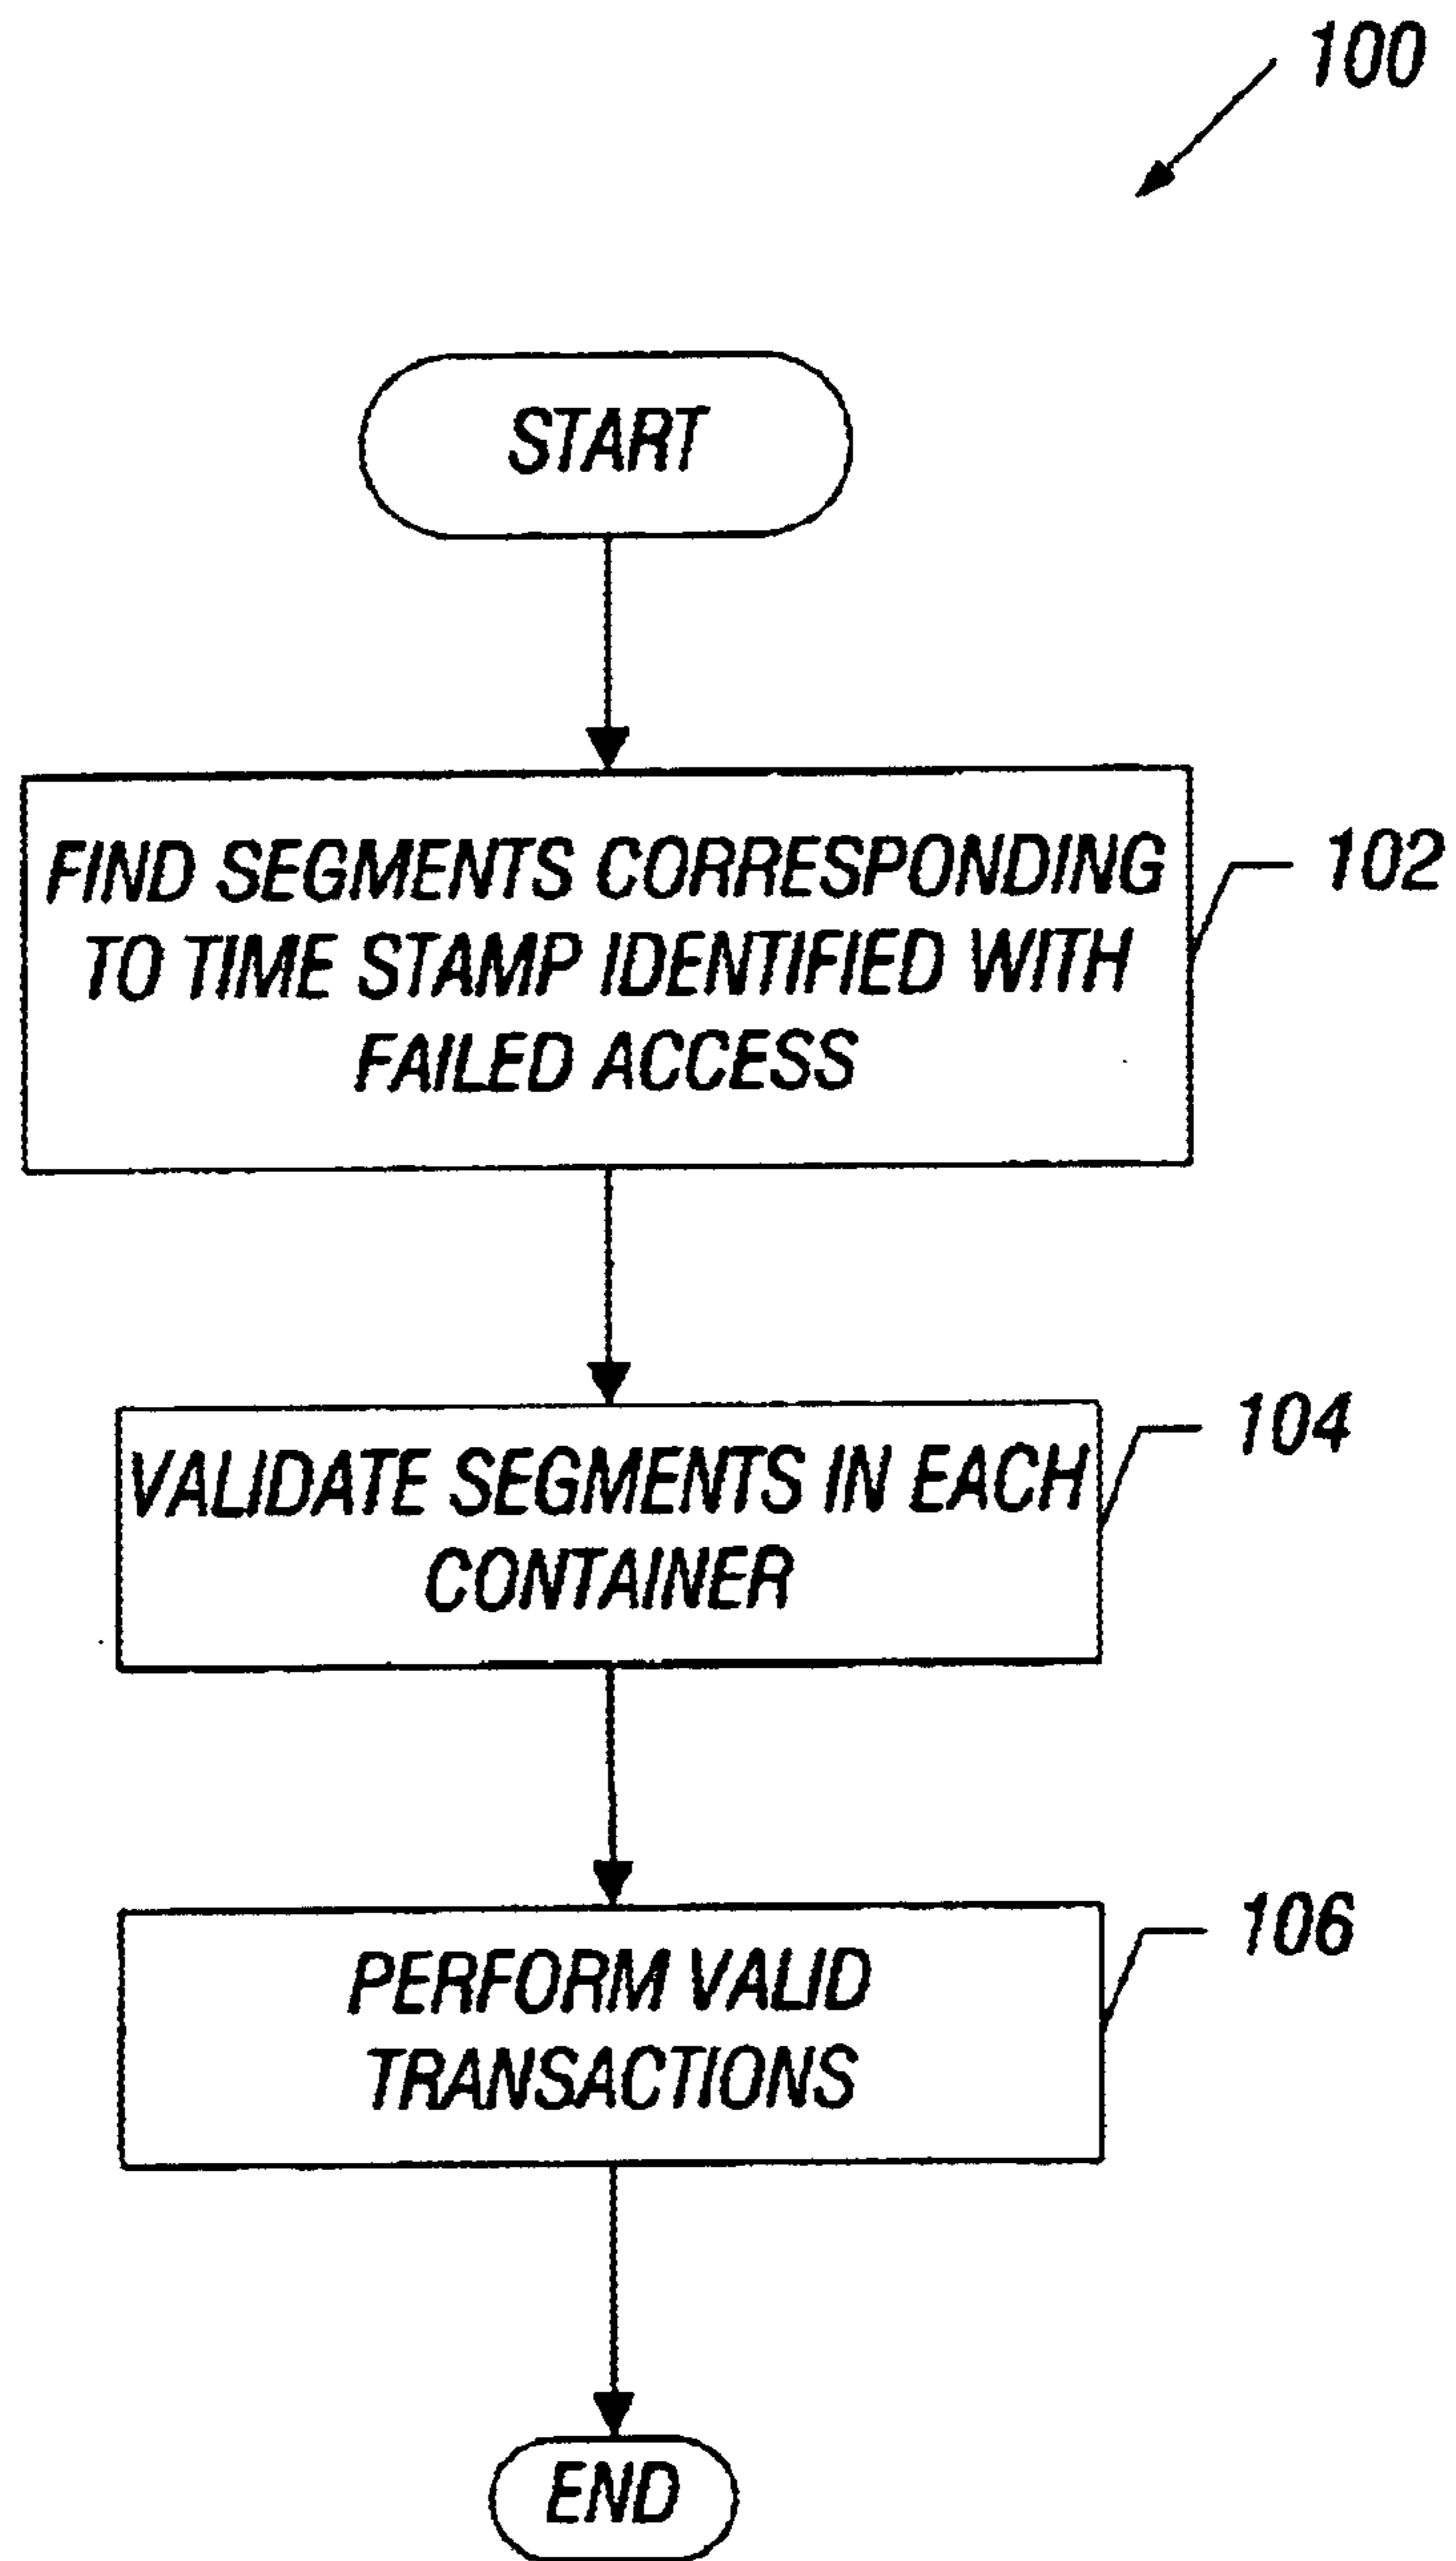 100
START
FIND SEGMENTS CORRESPONDING
TO TIME STAMP IDENTIFIED WITH
FAILED ACCESS
102
VALIDATE SEGMENTS IN EACH
CONTAINER
104
PERFORM VALID
TRANSACTIONS
106
END